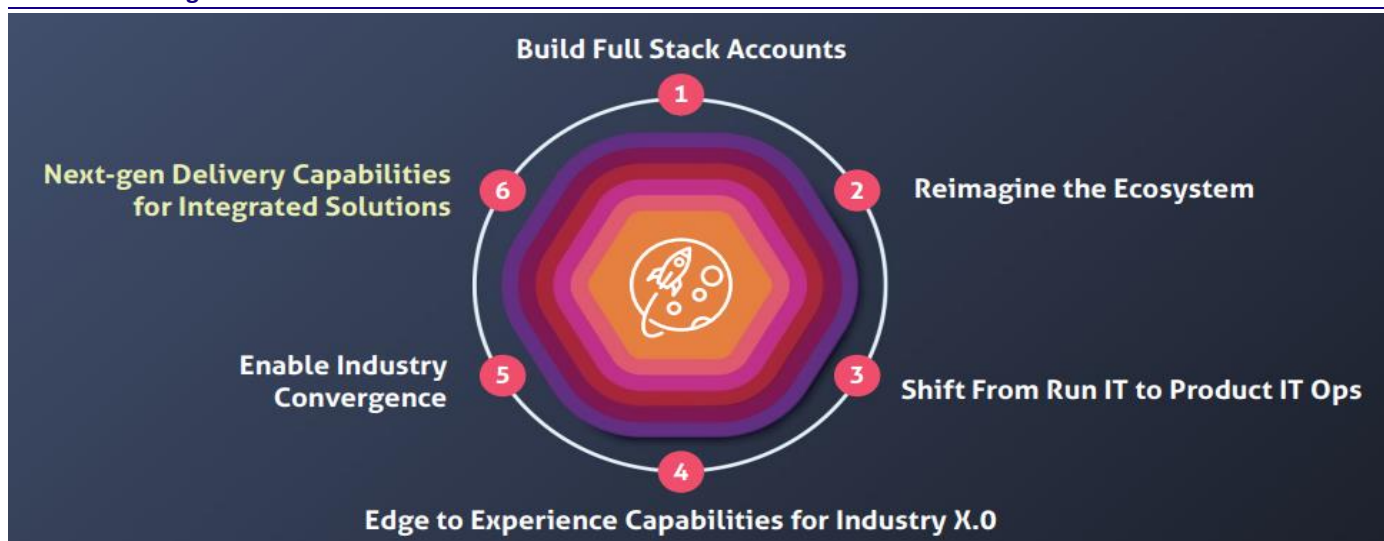 Build Full Stack Accounts
1
Next-gen Delivery Capabilities
for Integrated Solutions
6
2
Reimagine the Ecosystem
Enable Industry
Convergence
5
3
Shift From Run IT to Product IT Ops
4
Edge to Experience Capabilities for Industry X.0